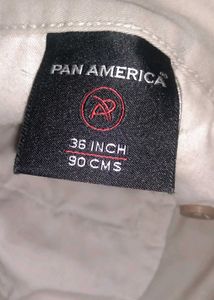 PAN AMERICA
36 INCH
90 CMS